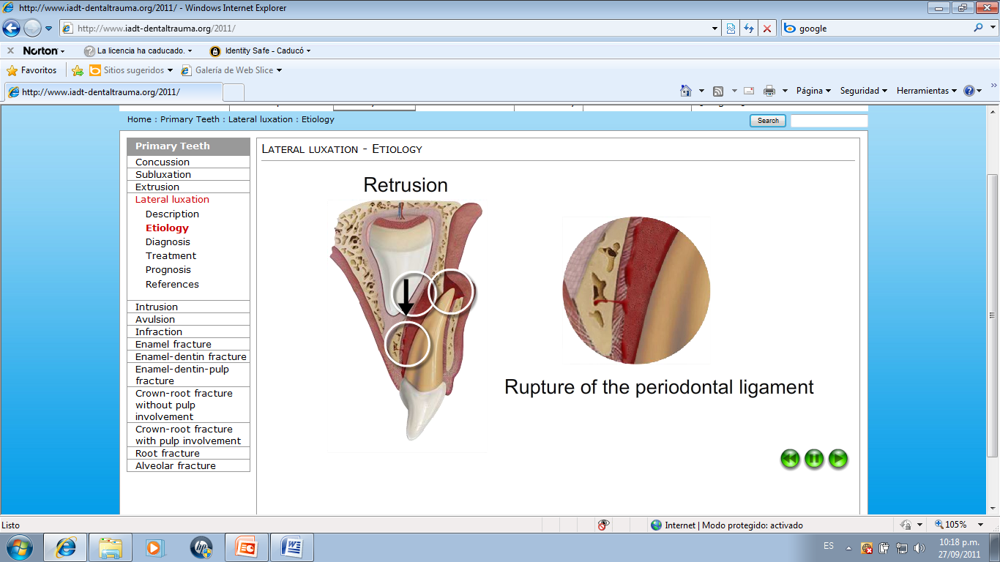 http://www.iadt-dentaltrauma.org/2011/ - Windows Internet Explorer
http://www.iadt-dentaltrauma.org/2011/
google
x Norton La licencia ha caducado. Identity Safe - Caducó
Favoritos Sitios sugeridos Galería de Web Slice
http://www.iadt-dentaltrauma.org/2011/
Página Seguridad Herramientas
Home : Primary Teeth : Lateral luxation : Etiology
Search
Primary Teeth
Concussion
Subluxation
Extrusion
Lateral luxation
Description
Etiology
Diagnosis
Treatment
Prognosis
References
Intrusion
Avulsion
Infraction
Enamel fracture
Enamel-dentin fracture
Enamel-dentin-pulp
fracture
Crown-root fracture
without pulp
involvement
Crown-root fracture
with pulp involvement
Root fracture
Alveolar fracture
Lateral luxation - Etiology
Retrusion
Rupture of the periodontal ligament
Listo
Internet | Modo protegido: activado
105%
ES
10:18 p.m.
27/09/2011